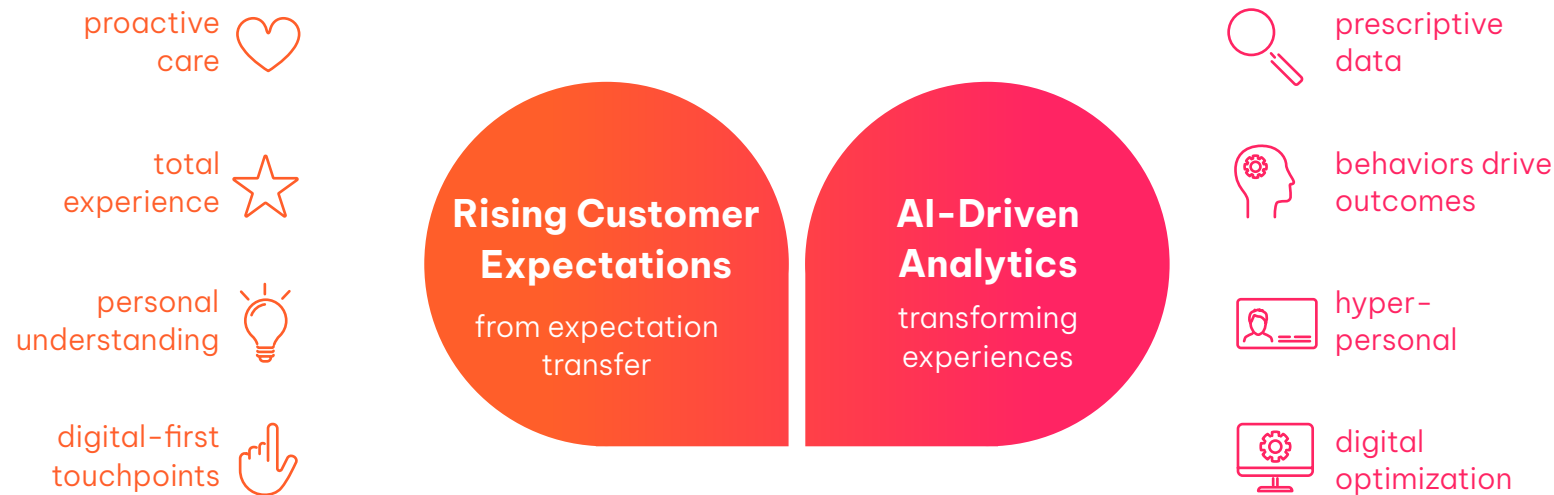 proactive
care
total
experience
personal
understanding
digital-first
touchpoints
Rising Customer
Expectations
from expectation
transfer
AI-Driven
Analytics
transforming
experiences
prescriptive
data
behaviors drive
outcomes
hyper-
personal
digital
optimization